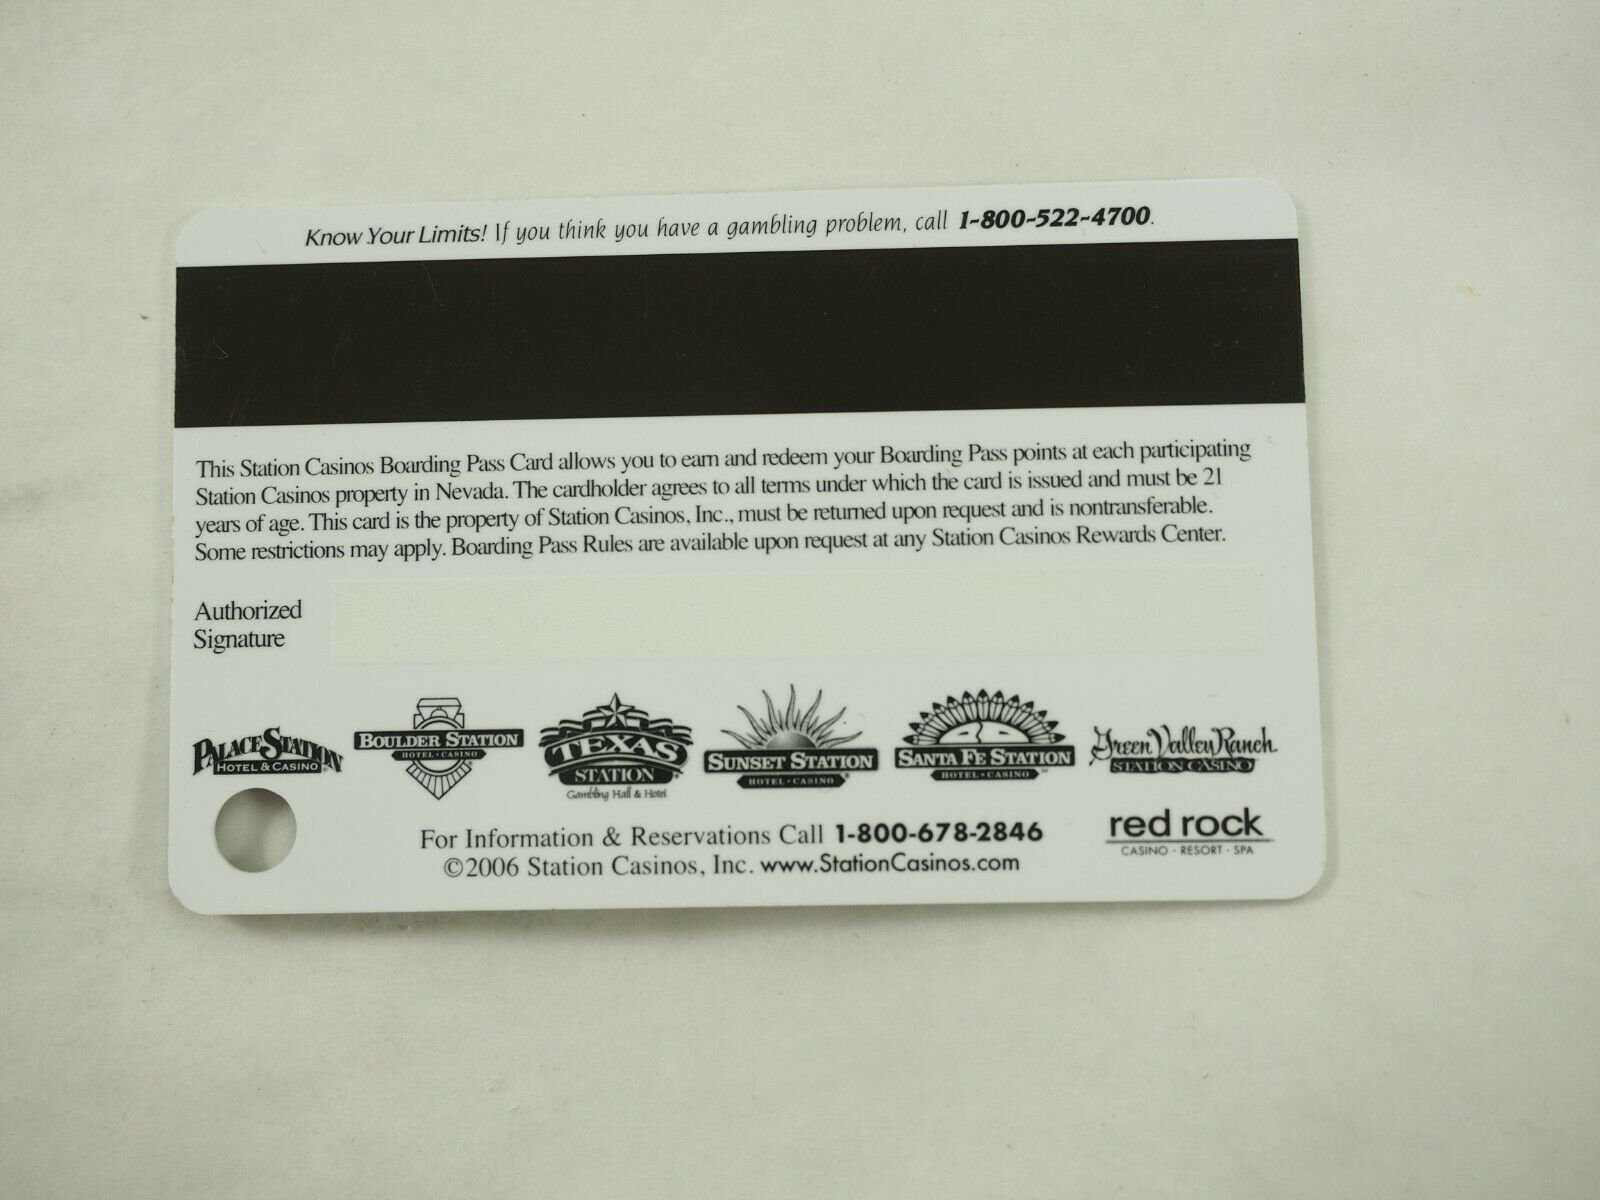 Know Your Limits! If you think you have a gambling problem, call 1-800-522-4700.
This Station Casinos Boarding Pass Card allows you to earn and redeem your Boarding Pass points at each participating
Station Casinos property in Nevada. The cardholder agrees to all terms under which the card is issued and must be 21
years of age. This card is the property of Station Casinos, Inc., must be returned upon request and is nontransferable.
Some restrictions may apply. Boarding Pass Rules are available upon request at any Station Casinos Rewards Center.
Authorized
Signature
PALACE STATION
HOTEL & CASINO
BOULDER STATION
HOTEL · CASINO
TEXAS
STATION
Gambling Hall & Hotel
SUNSET STATION
HOTEL · CASINO
SANTA FE STATION
HOTEL · CASINO
Green Valley Ranch
STATION CASINO
For Information & Reservations Call 1-800-678-2846
©2006 Station Casinos, Inc. www.StationCasinos.com
red rock
CASINO · RESORT · SPA